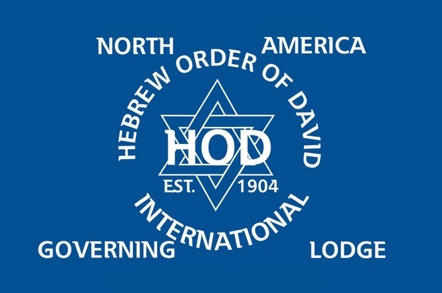 NORTH AMERICA
HEBREW ORDER OF DAVID
HOD
EST. 1904
INTERNATIONAL
GOVERNING LODGE